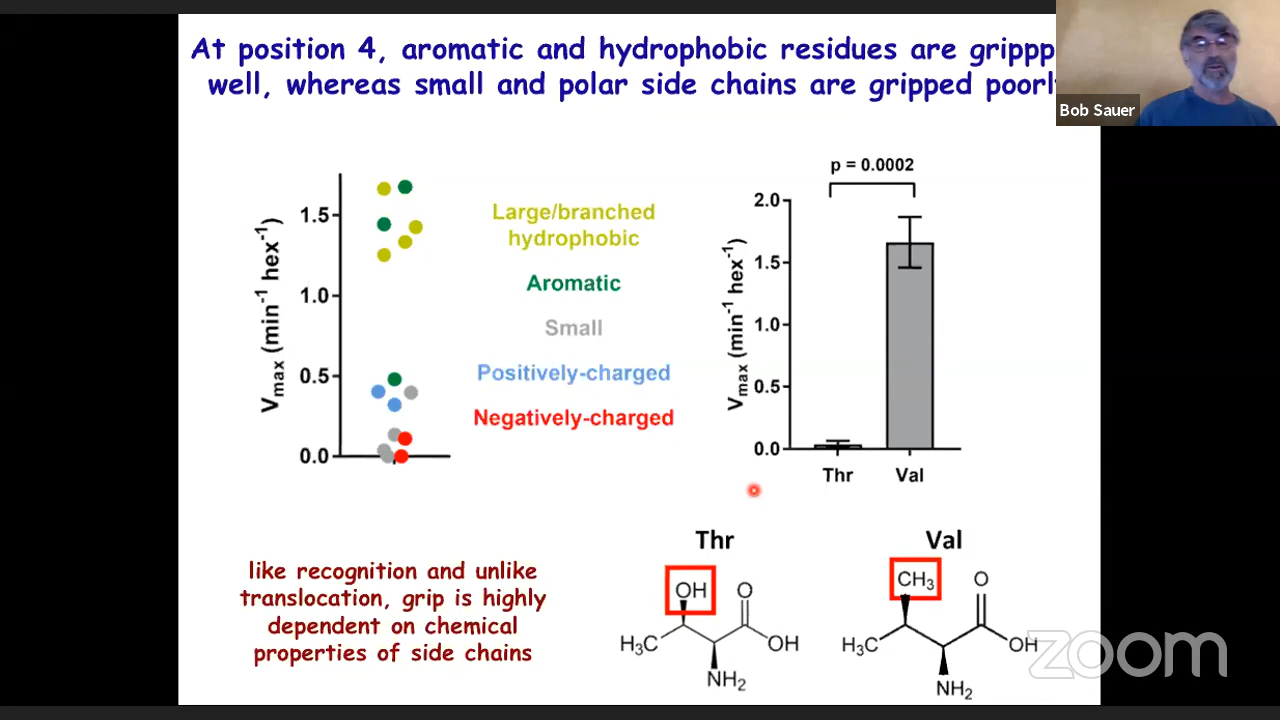 At position 4, aromatic and hydrophobic residues are grippp
well, whereas small and polar side chains are gripped poorl
Bob Sauer
Vmax (min⁻¹ hex⁻¹)
1.5
1.0
0.5
0.0
Large/branched
hydrophobic
Aromatic
Small
Positively-charged
Negatively-charged
p = 0.0002
Vmax (min⁻¹ hex⁻¹)
2.0
1.5
1.0
0.5
0.0
Thr Val
like recognition and unlike
translocation, grip is highly
dependent on chemical
properties of side chains
Thr
OH O
H₃C OH
NH₂
Val
CH₃ O
H₃C OH
NH₂
zoom